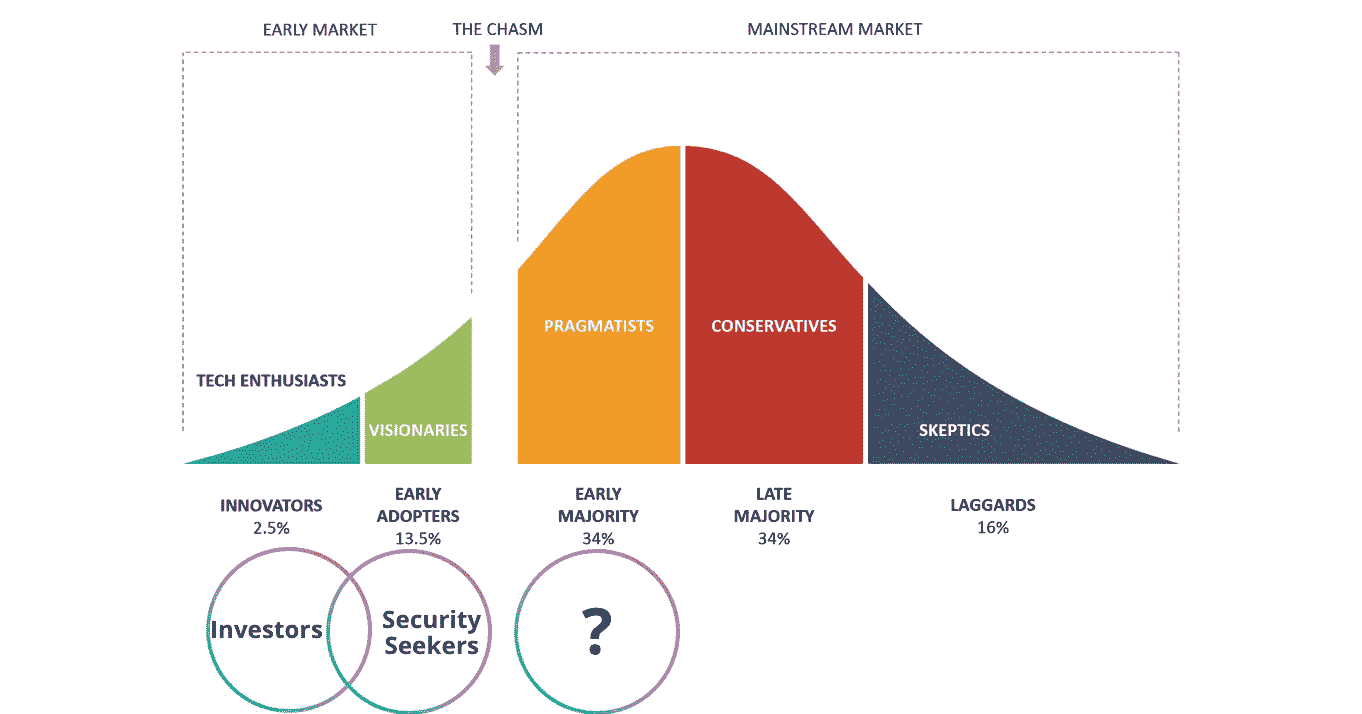 EARLY MARKET
THE CHASM
MAINSTREAM MARKET
PRAGMATISTS
CONSERVATIVES
TECH ENTHUSIASTS
VISIONARIES
SKEPTICS
INNOVATORS
2.5%
EARLY
ADOPTERS
13.5%
EARLY
MAJORITY
34%
LATE
MAJORITY
34%
LAGGARDS
16%
Investors
Security
Seekers
?